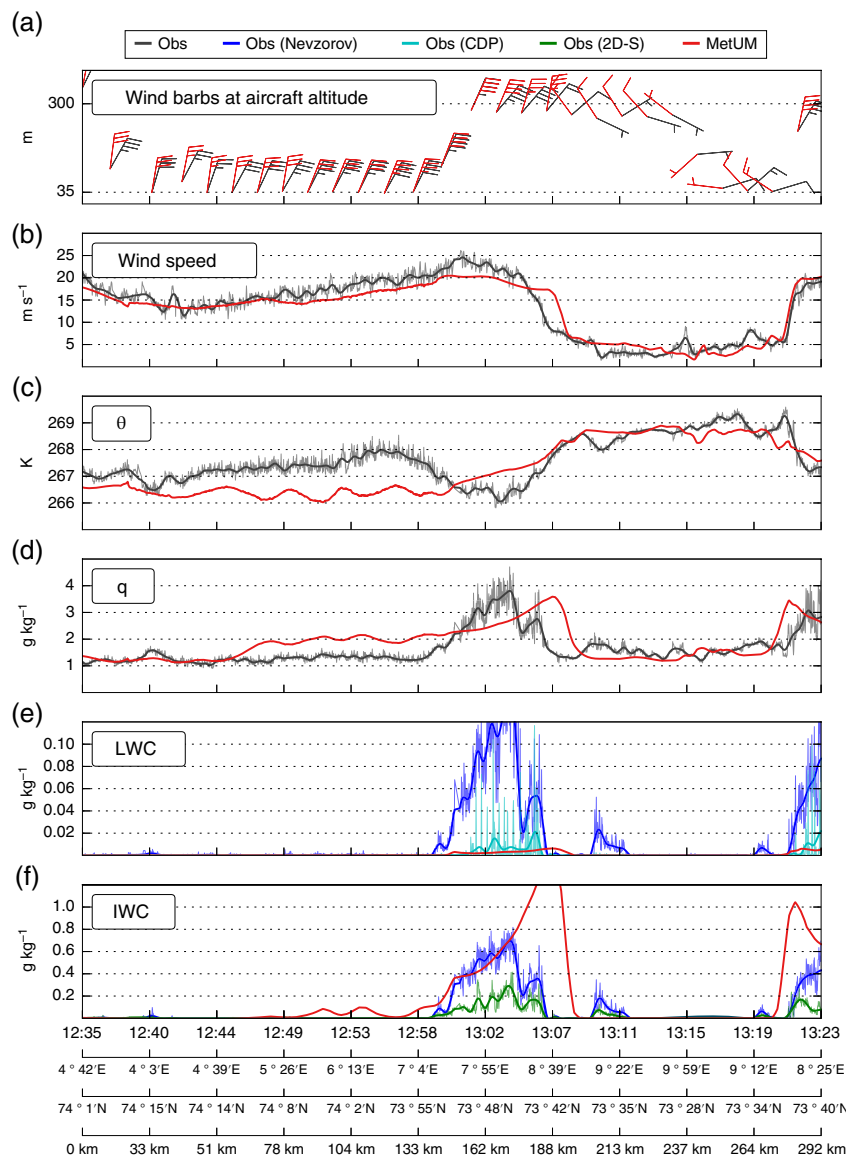 (a)
Obs Obs (Nevzorov) Obs (CDP) Obs (2D-S) MetUM
Wind barbs at aircraft altitude
300
m
35
(b)
Wind speed
25
20
15
10
5
m s⁻¹
(c)
θ
269
268
267
266
K
(d)
q
4
3
2
1
g kg⁻¹
(e)
LWC
0.10
0.08
0.06
0.04
0.02
g kg⁻¹
(f)
IWC
1.0
0.8
0.6
0.4
0.2
g kg⁻¹
12:35 12:40 12:44 12:49 12:53 12:58 13:02 13:07 13:11 13:15 13:19 13:23
4 ° 42′E 4 ° 3′E 4 ° 39′E 5 ° 26′E 6 ° 13′E 7 ° 4′E 7 ° 55′E 8 ° 39′E 9 ° 22′E 9 ° 59′E 9 ° 12′E 8 ° 25′E
74 ° 1′N 74 ° 15′N 74 ° 14′N 74 ° 8′N 74 ° 2′N 73 ° 55′N 73 ° 48′N 73 ° 42′N 73 ° 35′N 73 ° 28′N 73 ° 34′N 73 ° 40′N
0 km 33 km 51 km 78 km 104 km 133 km 162 km 188 km 213 km 237 km 264 km 292 km